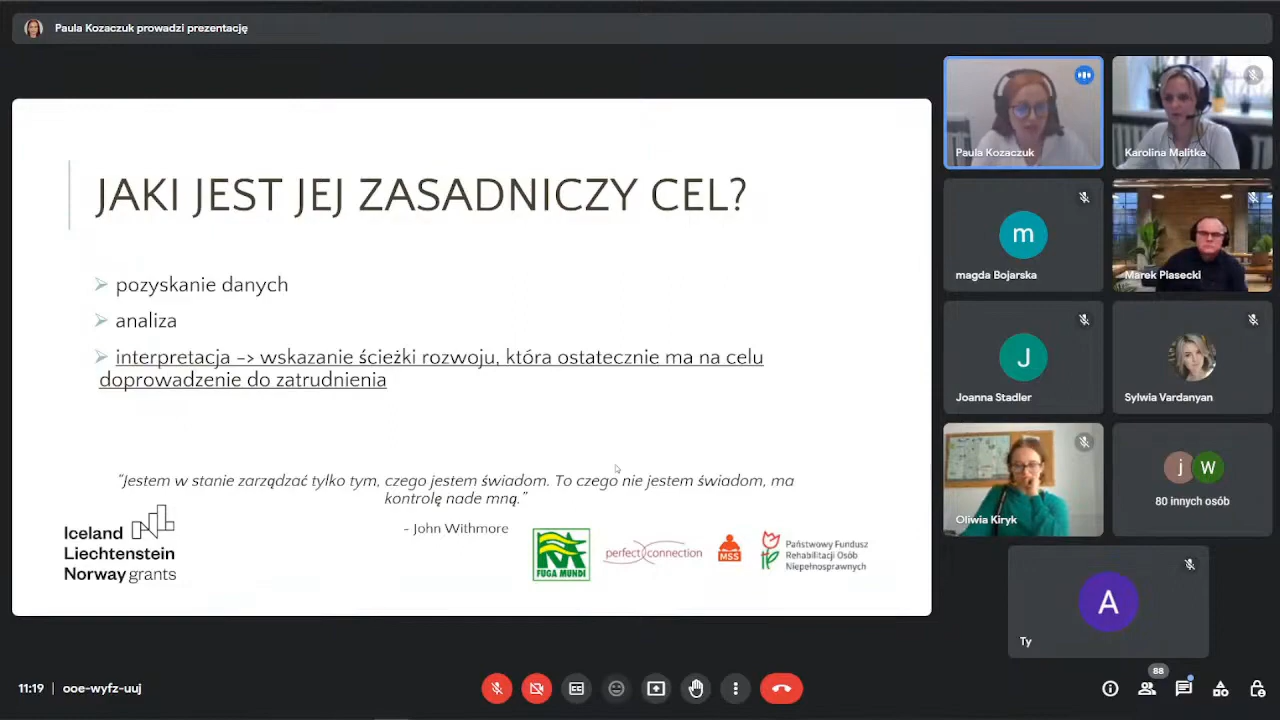 Paula Kozaczuk prowadzi prezentację
JAKI JEST JEJ ZASADNICZY CEL?
pozyskanie danych
analiza
interpretacja –> wskazanie ścieżki rozwoju, która ostatecznie ma na celu
doprowadzenie do zatrudnienia
"Jestem w stanie zarządzać tylko tym, czego jestem świadom. To czego nie jestem świadom, ma
kontrolę nade mną."
- John Withmore
Iceland
Liechtenstein
Norway grants
FUGA MUNDI
perfect connection
MSS
Państwowy Fundusz
Rehabilitacji Osób
Niepełnosprawnych
Paula Kozaczuk
Karolina Malitka
m
magda Bojarska
Marek Piasecki
J
Joanna Stadler
Sylwia Vardanyan
Oliwia Kiryk
j W
80 innych osób
A
Ty
11:19 ooe-wyfz-uuj
88